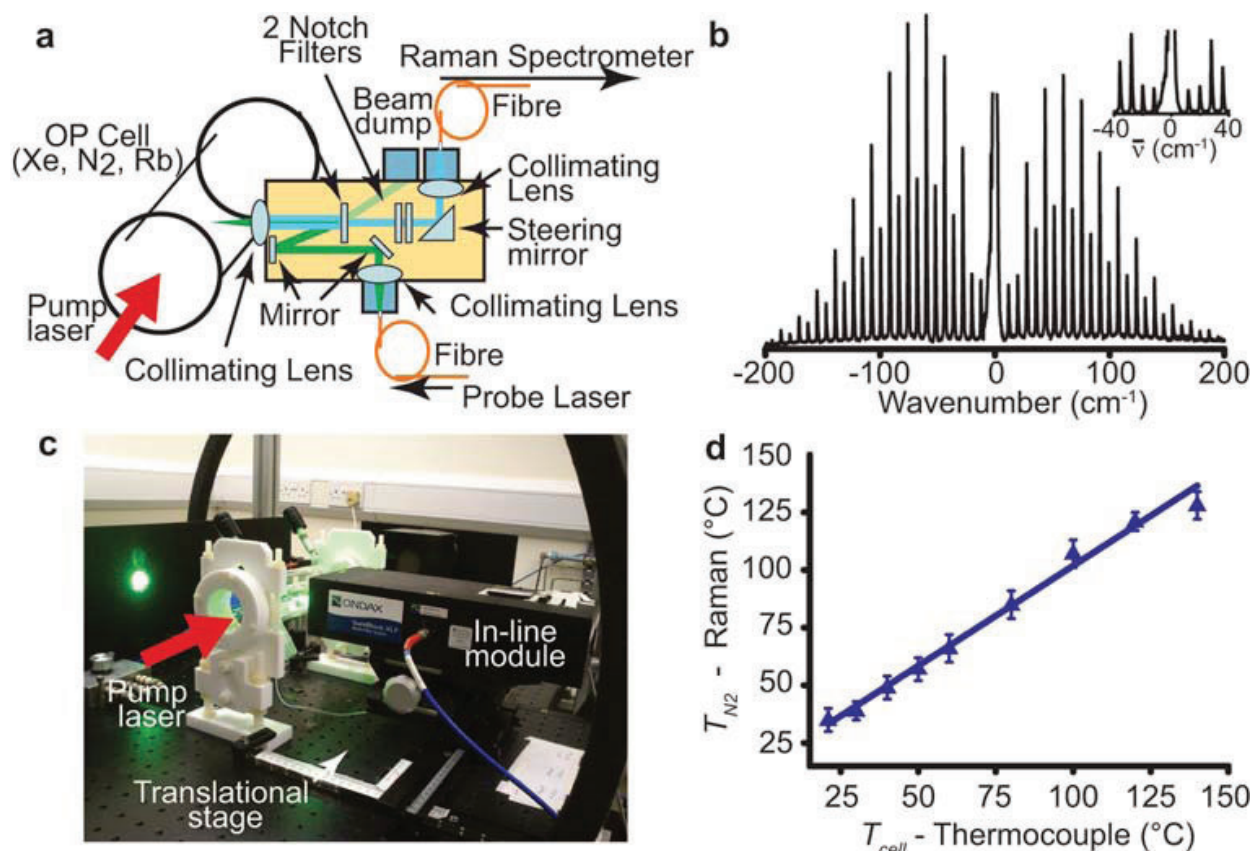 a
2 Notch
Filters
Raman Spectrometer
Beam
dump
Fibre
OP Cell
(Xe, N2, Rb)
Collimating
Lens
Steering
mirror
Pump
laser
Mirror
Collimating Lens
Collimating Lens
Fibre
Probe Laser
b
-40 0 40
ν̅ (cm⁻¹)
-200 -100 0 100 200
Wavenumber (cm⁻¹)
c
ONDAX
In-line
module
Pump
laser
Translational
stage
d
150
125
100
75
50
25
T_N2 - Raman (°C)
25 50 75 100 125 150
T_cell - Thermocouple (°C)